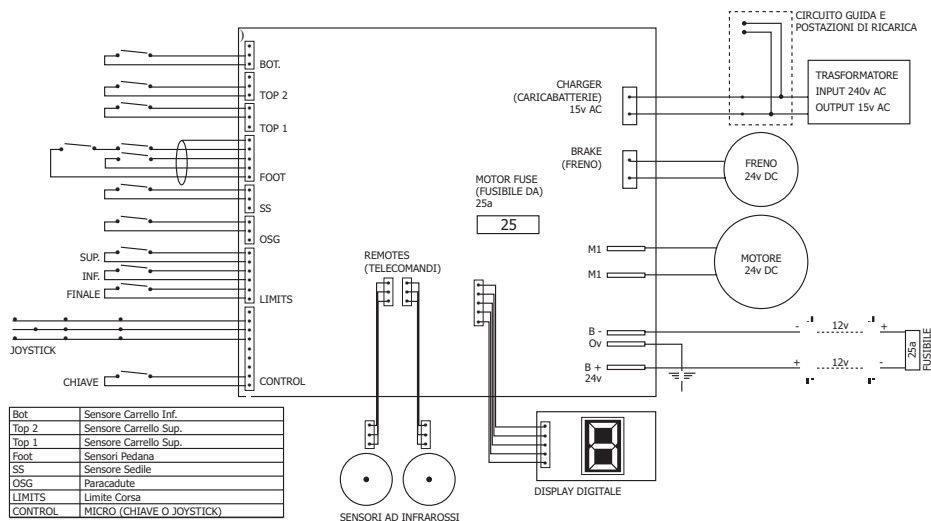 BOT.
TOP 2
TOP 1
FOOT
SS
OSG
SUP.
INF.
FINALE
LIMITS
JOYSTICK
CHIAVE
CONTROL
REMOTES
(TELECOMANDI)
MOTOR FUSE
(FUSIBILE DA)
25a
25
CHARGER
(CARICABATTERIE)
15v AC
BRAKE
(FRENO)
M1
M1
B -
Ov
B +
24v
CIRCUITO GUIDA E
POSTAZIONI DI RICARICA
TRASFORMATORE
INPUT 240v AC
OUTPUT 15v AC
FRENO
24v DC
MOTORE
24v DC
- 12v +
+ 12v -
25a
FUSIBILE
Bot Sensore Carrello Inf.
Top 2 Sensore Carrello Sup.
Top 1 Sensore Carrello Sup.
Foot Sensori Pedana
SS Sensore Sedile
OSG Paracadute
LIMITS Limite Corsa
CONTROL MICRO (CHIAVE O JOYSTICK)
SENSORI AD INFRAROSSI
8
DISPLAY DIGITALE